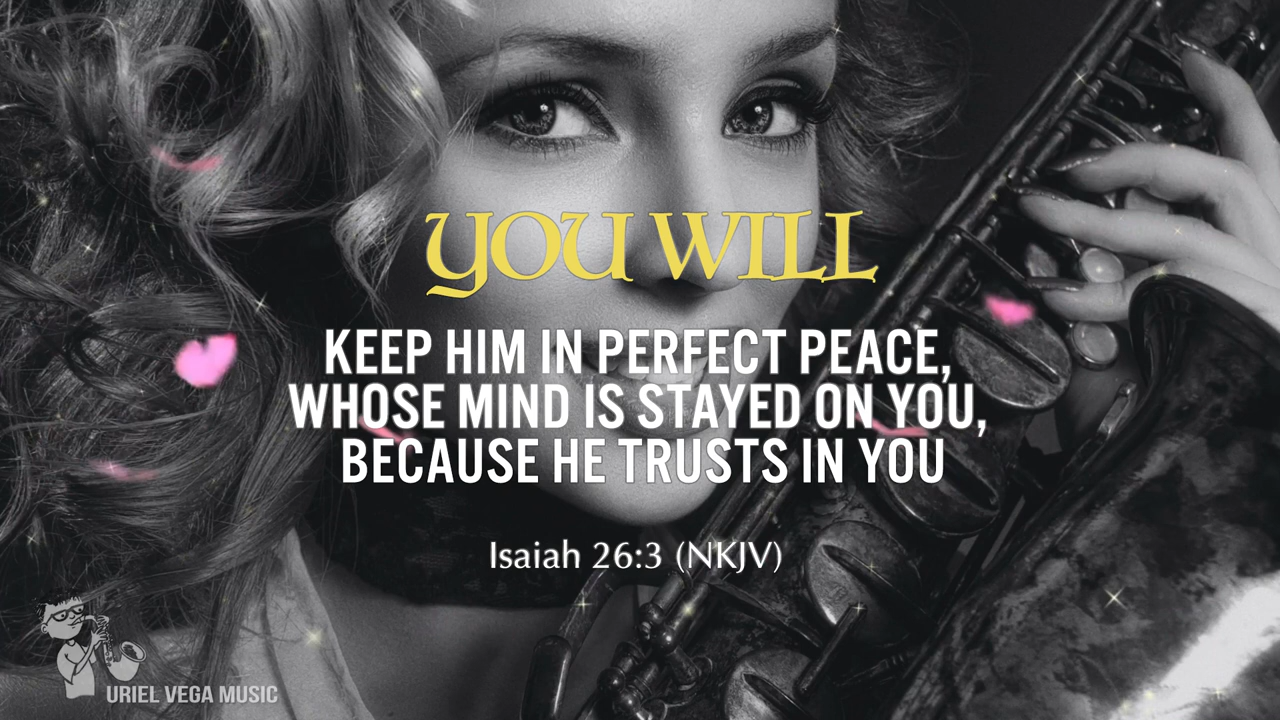 YOU WILL
KEEP HIM IN PERFECT PEACE,
WHOSE MIND IS STAYED ON YOU,
BECAUSE HE TRUSTS IN YOU
Isaiah 26:3 (NKJV)
URIEL VEGA MUSIC